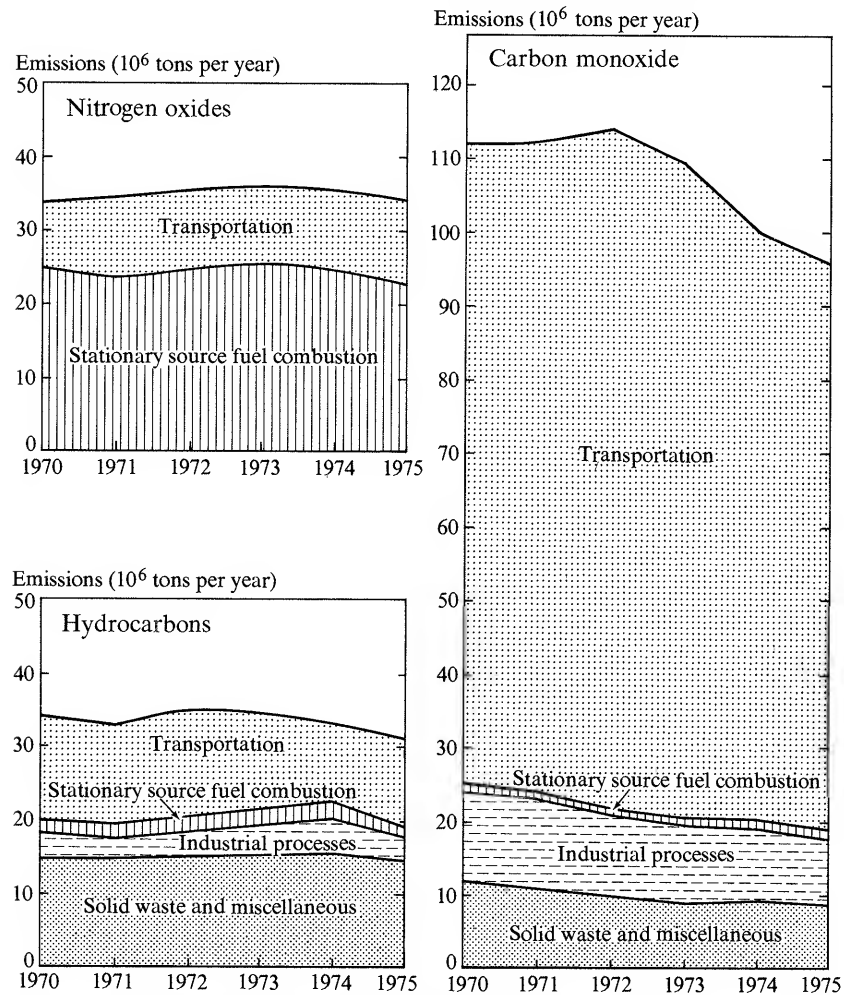 Emissions (10⁶ tons per year)
50
Nitrogen oxides
40
30
Transportation
20
Stationary source fuel combustion
10
0
1970 1971 1972 1973 1974 1975
Emissions (10⁶ tons per year)
50
Hydrocarbons
40
30
Transportation
Stationary source fuel combustion
20
Industrial processes
10
Solid waste and miscellaneous
0
1970 1971 1972 1973 1974 1975
Emissions (10⁶ tons per year)
Carbon monoxide
120
110
100
90
80
70
Transportation
60
50
40
30
Stationary source fuel combustion
20
Industrial processes
10
Solid waste and miscellaneous
0
1970 1971 1972 1973 1974 1975